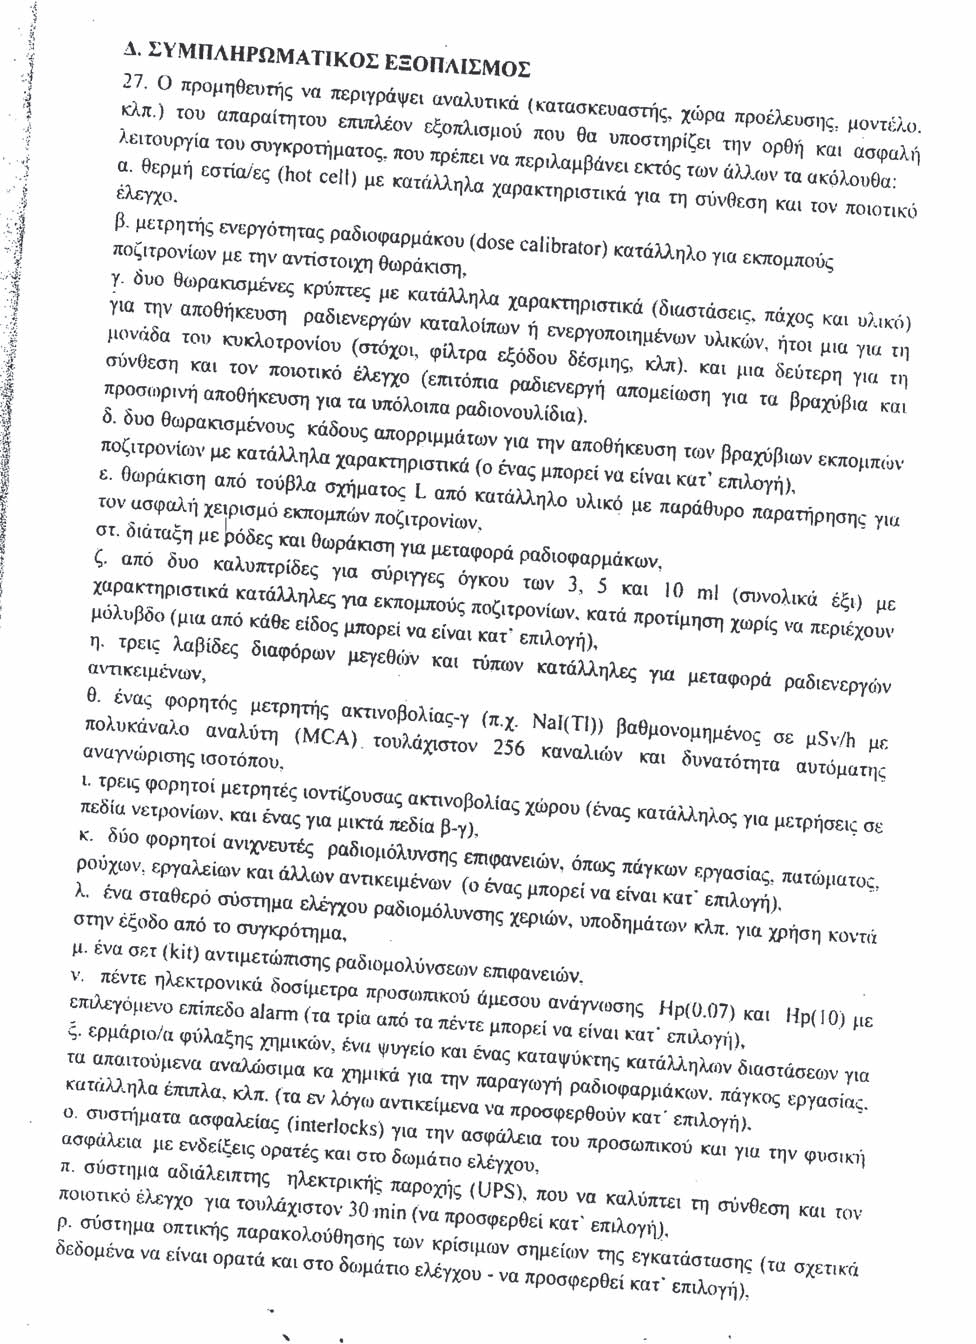 Δ. ΣΥΜΠΛΗΡΩΜΑΤΙΚΟΣ ΕΞΟΠΛΙΣΜΟΣ
27. Ο προμηθευτής να περιγράψει αναλυτικά (κατασκευαστής, χώρα προέλευσης, μοντέλο.
κλπ.) του απαραίτητου επιπλέον εξοπλισμού που θα υποστηρίζει την ορθή και ασφαλή
λειτουργία του συγκροτήματος, που πρέπει να περιλαμβάνει εκτός των άλλων τα ακόλουθα:
α. θερμή εστία/ες (hot cell) με κατάλληλα χαρακτηριστικά για τη σύνθεση και τον ποιοτικό
έλεγχο.
β. μετρητής ενεργότητας ραδιοφαρμάκου (dose calibrator) κατάλληλο για εκπομπούς
ποζιτρονίων με την αντίστοιχη θωράκιση,
γ. δυο θωρακισμένες κρύπτες με κατάλληλα χαρακτηριστικά (διαστάσεις, πάχος και υλικό)
για την αποθήκευση ραδιενεργών καταλοίπων ή ενεργοποιημένων υλικών, ήτοι μια για τη
μονάδα του κυκλοτρονίου (στόχοι, φίλτρα εξόδου δέσμης, κλπ). και μια δεύτερη για τη
σύνθεση και τον ποιοτικό έλεγχο (επιτόπια ραδιενεργή απομείωση για τα βραχύβια και
προσωρινή αποθήκευση για τα υπόλοιπα ραδιονουλίδια).
δ. δυο θωρακισμένους κάδους απορριμμάτων για την αποθήκευση των βραχύβιων εκπομπών
ποζιτρονίων με κατάλληλα χαρακτηριστικά (ο ένας μπορεί να είναι κατ' επιλογή),
ε. θωράκιση από τούβλα σχήματος L από κατάλληλο υλικό με παράθυρο παρατήρησης για
τον ασφαλή χειρισμό εκπομπών ποζιτρονίων,
στ. διάταξη με ρόδες και θωράκιση για μεταφορά ραδιοφαρμάκων,
ζ. από δυο καλυπτρίδες για σύριγγες όγκου των 3, 5 και 10 ml (συνολικά έξι) με
χαρακτηριστικά κατάλληλες για εκπομπούς ποζιτρονίων, κατά προτίμηση χωρίς να περιέχουν
μόλυβδο (μια από κάθε είδος μπορεί να είναι κατ' επιλογή),
η. τρεις λαβίδες διαφόρων μεγεθών και τύπων κατάλληλες για μεταφορά ραδιενεργών
αντικειμένων,
θ. ένας φορητός μετρητής ακτινοβολίας-γ (π.χ. NaI(Tl)) βαθμονομημένος σε μSv/h με
πολυκάναλο αναλύτη (MCA) τουλάχιστον 256 καναλιών και δυνατότητα αυτόματης
αναγνώρισης ισοτόπου,
ι. τρεις φορητοί μετρητές ιοντίζουσας ακτινοβολίας χώρου (ένας κατάλληλος για μετρήσεις σε
πεδία νετρονίων, και ένας για μικτά πεδία β-γ),
κ. δύο φορητοί ανιχνευτές ραδιομόλυνσης επιφανειών, όπως πάγκων εργασίας, πατώματος,
ρούχων, εργαλείων και άλλων αντικειμένων (ο ένας μπορεί να είναι κατ' επιλογή),
λ. ένα σταθερό σύστημα ελέγχου ραδιομόλυνσης χεριών, υποδημάτων κλπ. για χρήση κοντά
στην έξοδο από το συγκρότημα,
μ. ένα σετ (kit) αντιμετώπισης ραδιομολύνσεων επιφανειών,
ν. πέντε ηλεκτρονικά δοσίμετρα προσωπικού άμεσου ανάγνωσης Hp(0.07) και Hp(10) με
επιλεγόμενο επίπεδο alarm (τα τρία από τα πέντε μπορεί να είναι κατ' επιλογή),
ξ. ερμάριο/α φύλαξης χημικών, ένα ψυγείο και ένας καταψύκτης κατάλληλων διαστάσεων για
τα απαιτούμενα αναλώσιμα κα χημικά για την παραγωγή ραδιοφαρμάκων, πάγκος εργασίας,
κατάλληλα έπιπλα, κλπ. (τα εν λόγω αντικείμενα να προσφερθούν κατ' επιλογή).
ο. συστήματα ασφαλείας (interlocks) για την ασφάλεια του προσωπικού και για την φυσική
ασφάλεια με ενδείξεις ορατές και στο δωμάτιο ελέγχου,
π. σύστημα αδιάλειπτης ηλεκτρικής παροχής (UPS), που να καλύπτει τη σύνθεση και τον
ποιοτικό έλεγχο για τουλάχιστον 30 min (να προσφερθεί κατ' επιλογή),
ρ. σύστημα οπτικής παρακολούθησης των κρίσιμων σημείων της εγκατάστασης (τα σχετικά
δεδομένα να είναι ορατά και στο δωμάτιο ελέγχου - να προσφερθεί κατ' επιλογή),